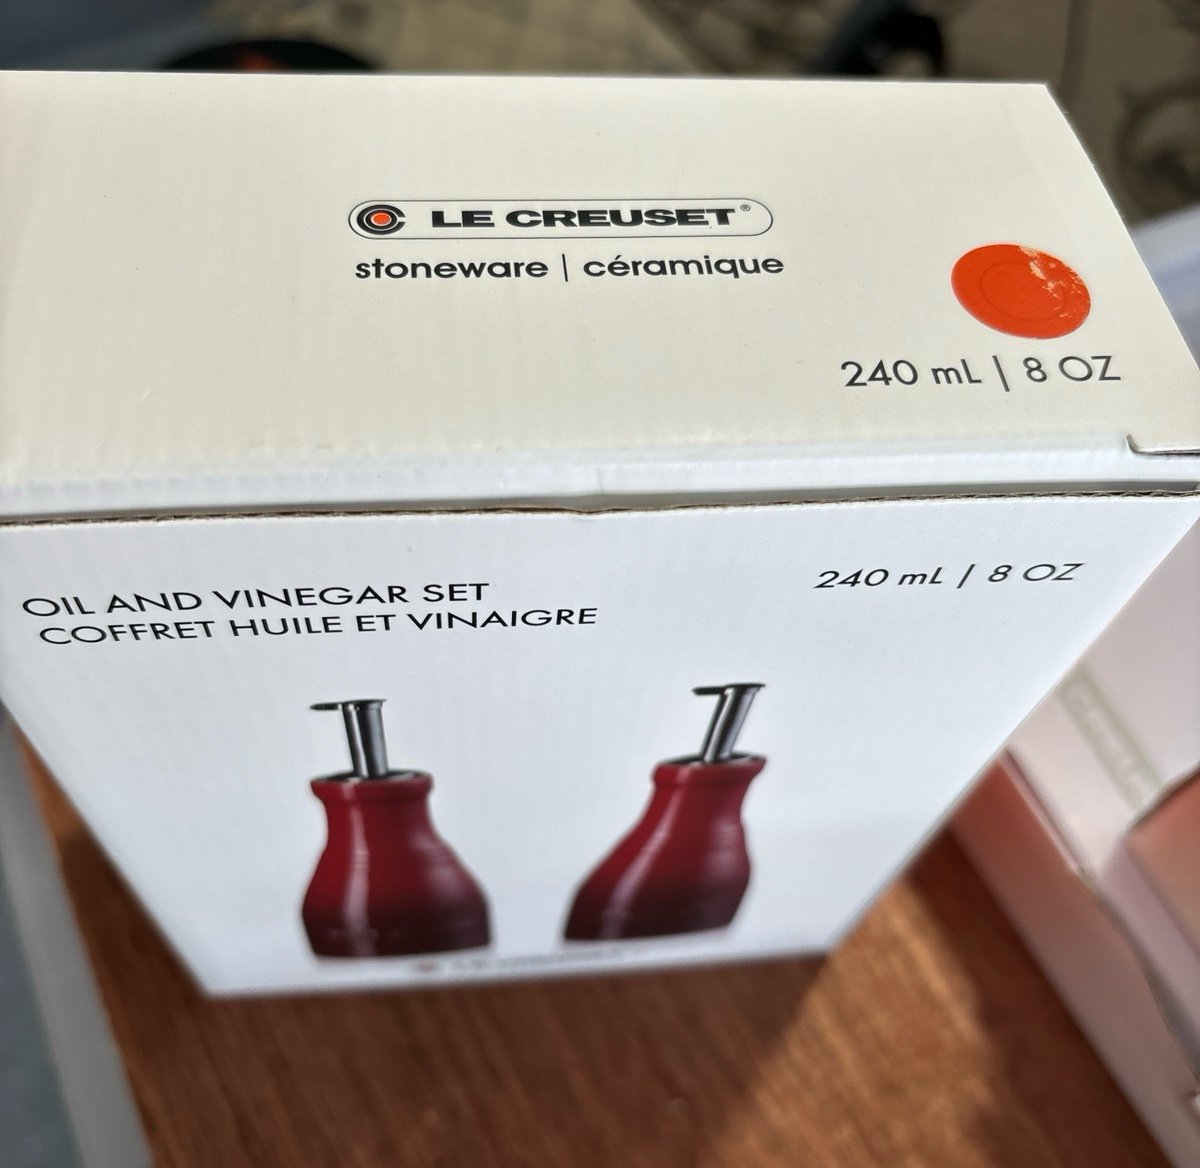 LE CREUSET®
stoneware | céramique
240 mL | 8 OZ
OIL AND VINEGAR SET
COFFRET HUILE ET VINAIGRE
240 mL / 8 OZ